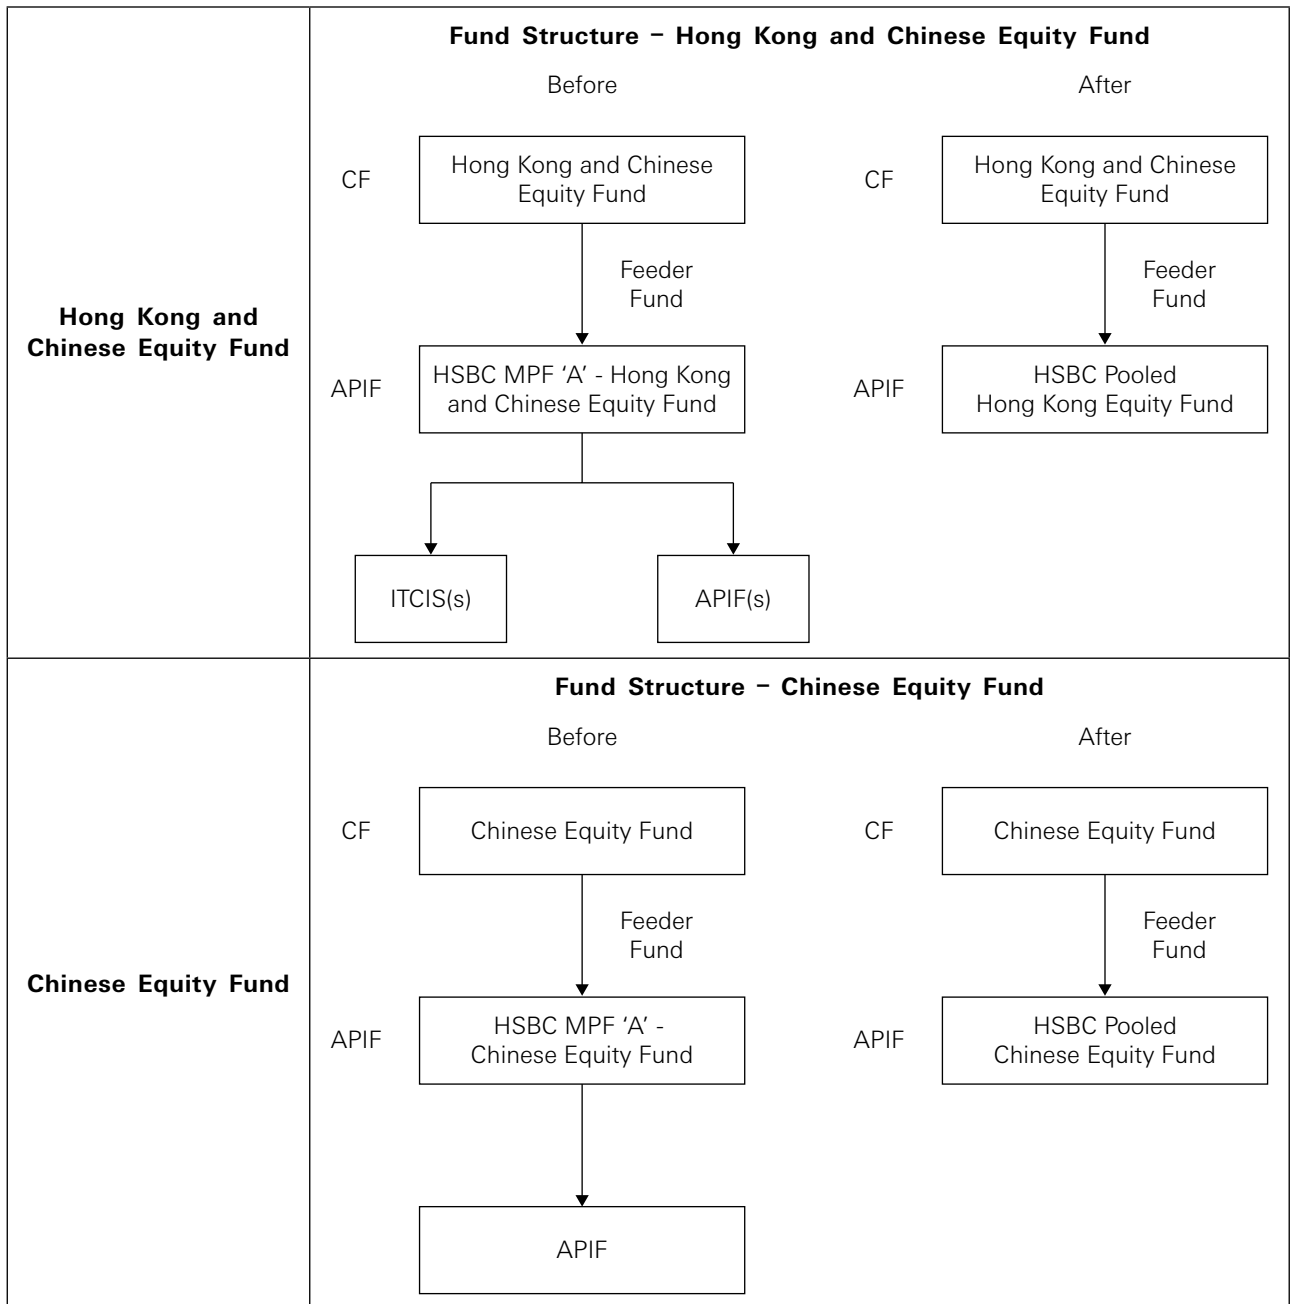 Fund Structure – Hong Kong and Chinese Equity Fund
Before
After
CF
Hong Kong and Chinese
Equity Fund
CF
Hong Kong and Chinese
Equity Fund
Feeder
Fund
Feeder
Fund
Hong Kong and
Chinese Equity Fund
APIF
HSBC MPF ‘A’ - Hong Kong
and Chinese Equity Fund
APIF
HSBC Pooled
Hong Kong Equity Fund
ITCIS(s)
APIF(s)
Fund Structure – Chinese Equity Fund
Before
After
CF
Chinese Equity Fund
CF
Chinese Equity Fund
Feeder
Fund
Feeder
Fund
Chinese Equity Fund
APIF
HSBC MPF ‘A’ -
Chinese Equity Fund
APIF
HSBC Pooled
Chinese Equity Fund
APIF